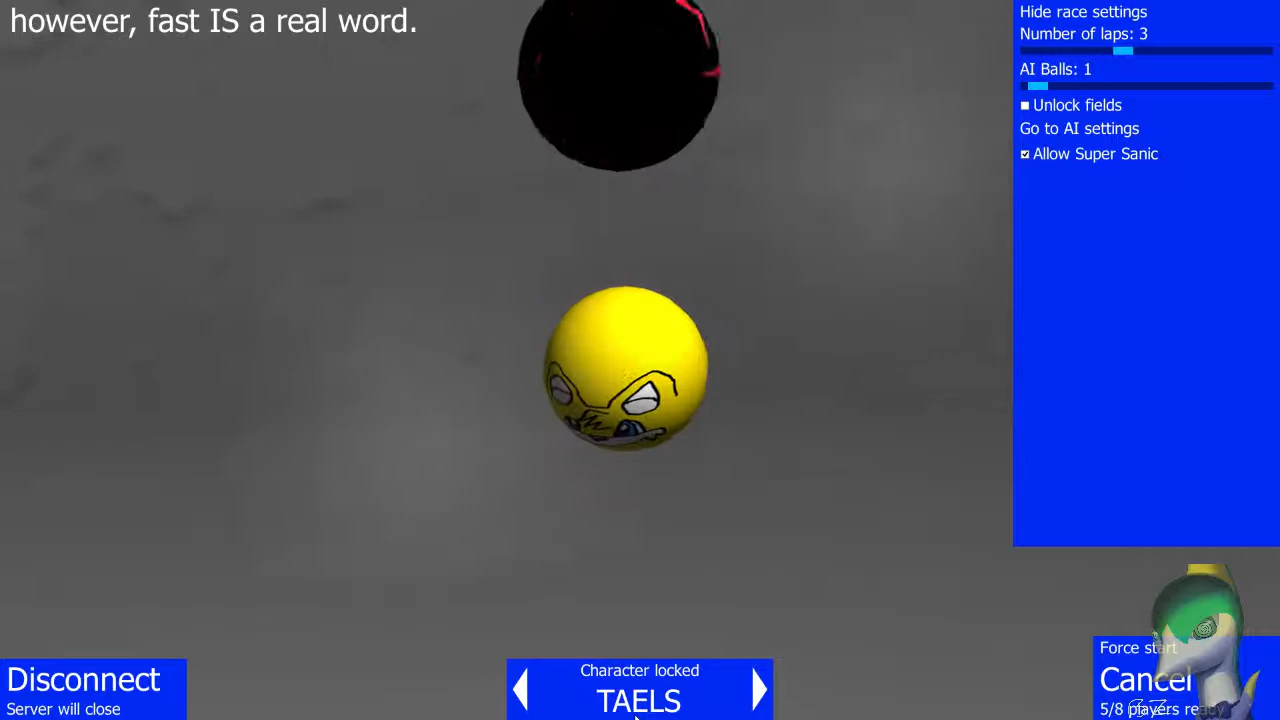 however, fast IS a real word.
Hide race settings
Number of laps: 3
AI Balls: 1
Unlock fields
Go to AI settings
Allow Super Sanic
Disconnect
Server will close
Character locked
TAELS
Force start
Cancel
5/8 players ready